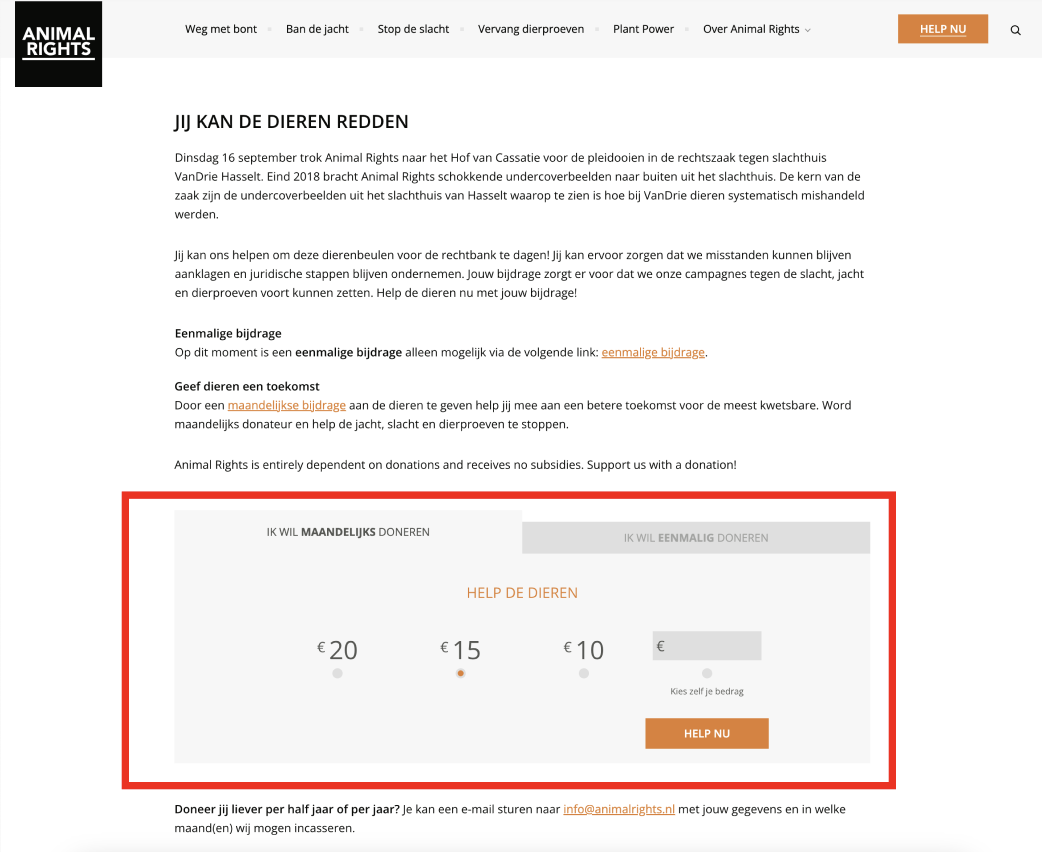 ANIMAL
RIGHTS
Weg met bont
Ban de jacht
Stop de slacht
Vervang dierproeven
Plant Power
Over Animal Rights
HELP NU
JIJ KAN DE DIEREN REDDEN
Dinsdag 16 september trok Animal Rights naar het Hof van Cassatie voor de pleidooien in de rechtszaak tegen slachthuis
VanDrie Hasselt. Eind 2018 bracht Animal Rights schokkende undercoverbeelden naar buiten uit het slachthuis. De kern van de
zaak zijn de undercoverbeelden uit het slachthuis van Hasselt waarop te zien is hoe bij VanDrie dieren systematisch mishandeld
werden.
Jij kan ons helpen om deze dierenbeulen voor de rechtbank te dagen! Jij kan ervoor zorgen dat we misstanden kunnen blijven
aanklagen en juridische stappen blijven ondernemen. Jouw bijdrage zorgt er voor dat we onze campagnes tegen de slacht, jacht
en dierproeven voort kunnen zetten. Help de dieren nu met jouw bijdrage!
Eenmalige bijdrage
Op dit moment is een eenmalige bijdrage alleen mogelijk via de volgende link: eenmalige bijdrage.
Geef dieren een toekomst
Door een maandelijkse bijdrage aan de dieren te geven help jij mee aan een betere toekomst voor de meest kwetsbare. Word
maandelijks donateur en help de jacht, slacht en dierproeven te stoppen.
Animal Rights is entirely dependent on donations and receives no subsidies. Support us with a donation!
IK WIL MAANDELIJKS DONEREN
IK WIL EENMALIG DONEREN
HELP DE DIEREN
€ 20
€ 15
€ 10
€
Kies zelf je bedrag
HELP NU
Doneer jij liever per half jaar of per jaar? Je kan een e-mail sturen naar info@animalrights.nl met jouw gegevens en in welke
maand(en) wij mogen incasseren.